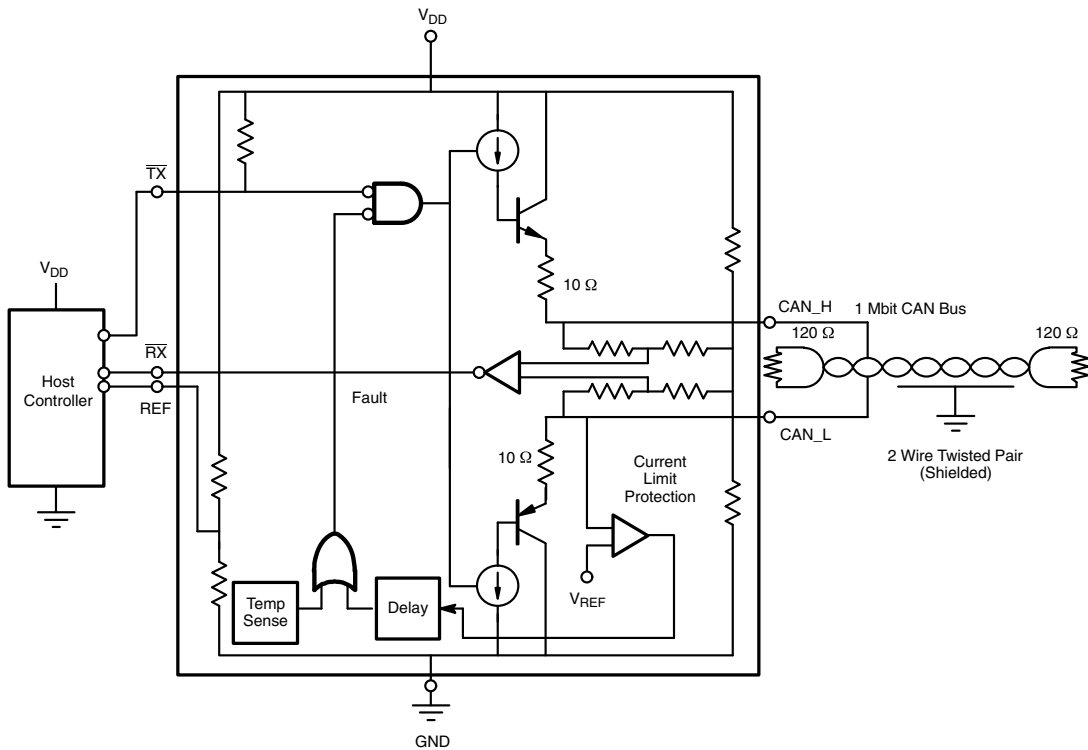 V_DD
TX
V_DD
10 Ω
CAN_H
1 Mbit CAN Bus
120 Ω
120 Ω
RX
Host
Controller
Fault
REF
CAN_L
10 Ω
Current
Limit
Protection
2 Wire Twisted Pair
(Shielded)
Temp
Sense
Delay
V_REF
GND